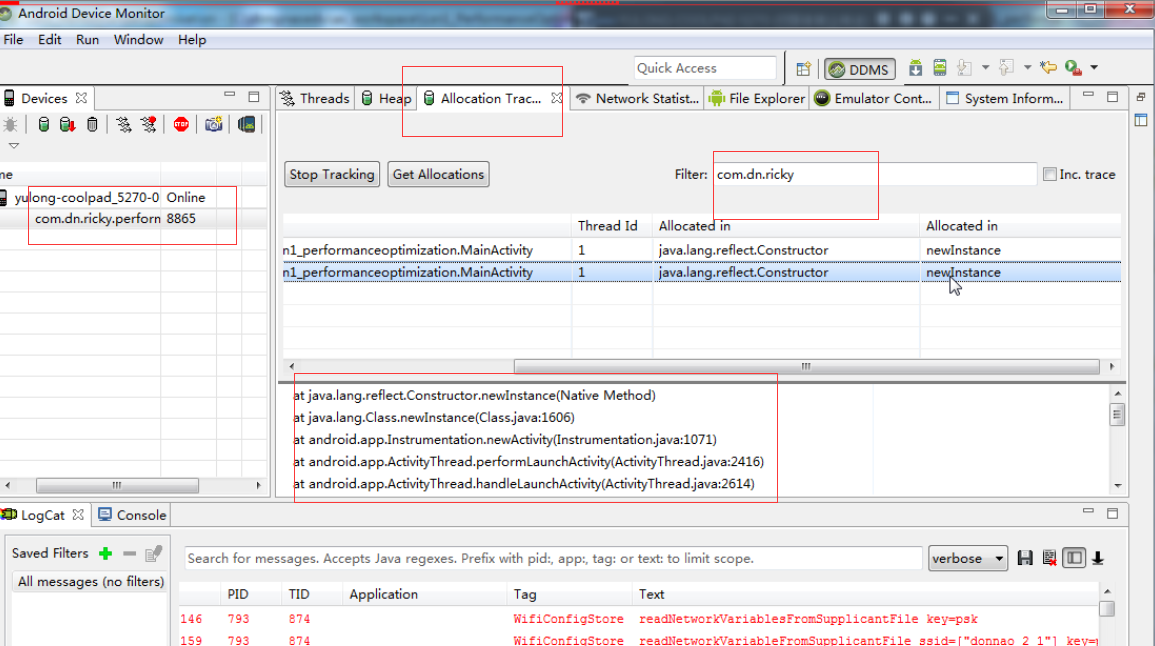 Android Device Monitor
File Edit Run Window Help
Quick Access DDMS
Devices Threads Heap Allocation Trac... Network Statist... File Explorer Emulator Cont... System Inform...
Stop Tracking Get Allocations Filter: com.dn.ricky Inc. trace
me
yulong-coolpad_5270-0 Online
com.dn.ricky.perforn 8865
Thread Id Allocated in Allocated in
n1_performanceoptimization.MainActivity 1 java.lang.reflect.Constructor newInstance
n1_performanceoptimization.MainActivity 1 java.lang.reflect.Constructor newInstance
at java.lang.reflect.Constructor.newInstance(Native Method)
at java.lang.Class.newInstance(Class.java:1606)
at android.app.Instrumentation.newActivity(Instrumentation.java:1071)
at android.app.ActivityThread.performLaunchActivity(ActivityThread.java:2416)
at android.app.ActivityThread.handleLaunchActivity(ActivityThread.java:2614)
LogCat Console
Saved Filters
All messages (no filters)
Search for messages. Accepts Java regexes. Prefix with pid:, app:, tag: or text: to limit scope. verbose
PID TID Application Tag Text
146 793 874 WifiConfigStore readNetworkVariablesFromSupplicantFile key=psk
159 793 874 WifiConfigStore readNetworkVariableFromSupplicantFile ssid=["donnao_2_1"] key=